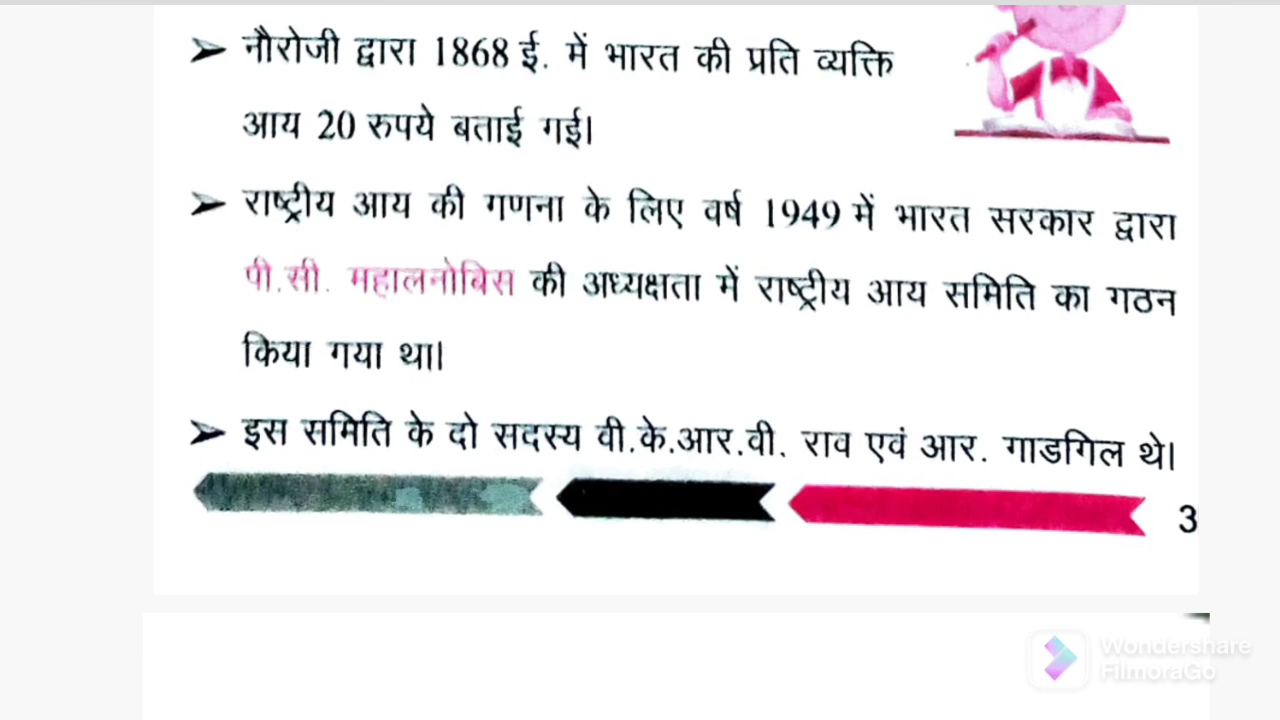 ➢ नौरोजी द्वारा 1868 ई. में भारत की प्रति व्यक्ति
आय 20 रुपये बताई गई।
➢ राष्ट्रीय आय की गणना के लिए वर्ष 1949 में भारत सरकार द्वारा
पी.सी. महालनोबिस की अध्यक्षता में राष्ट्रीय आय समिति का गठन
किया गया था।
➢ इस समिति के दो सदस्य वी.के.आर.वी. राव एवं आर. गाडगिल थे।
3
Wondershare
FilmoraGo